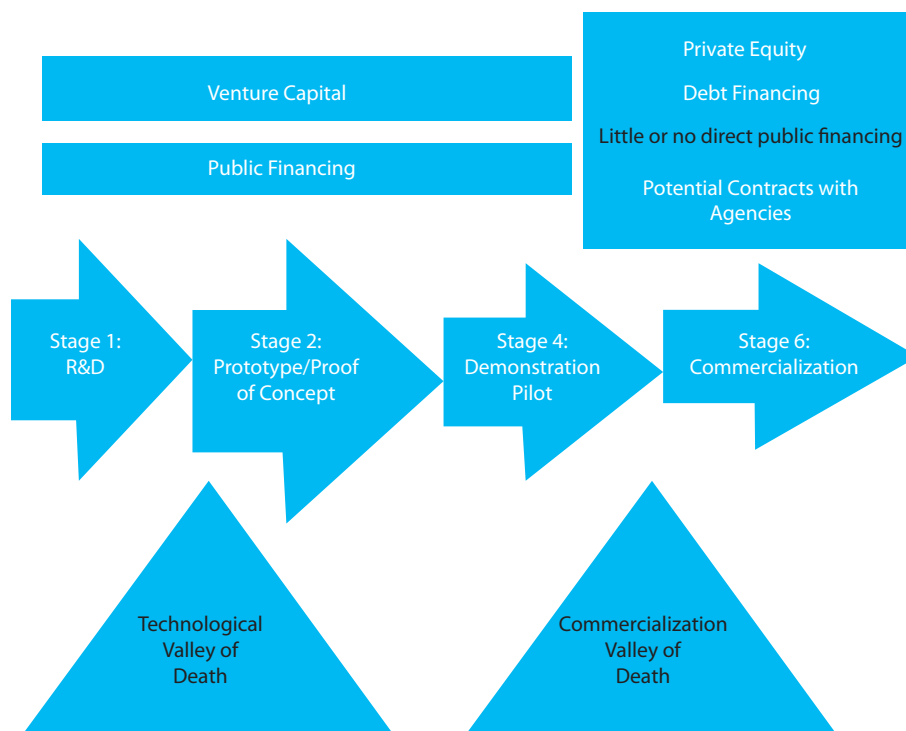 Venture Capital
Public Financing
Private Equity
Debt Financing
Little or no direct public financing
Potential Contracts with
Agencies
Stage 1:
R&D
Stage 2:
Prototype/Proof
of Concept
Stage 4:
Demonstration
Pilot
Stage 6:
Commercialization
Technological
Valley of
Death
Commercialization
Valley of
Death